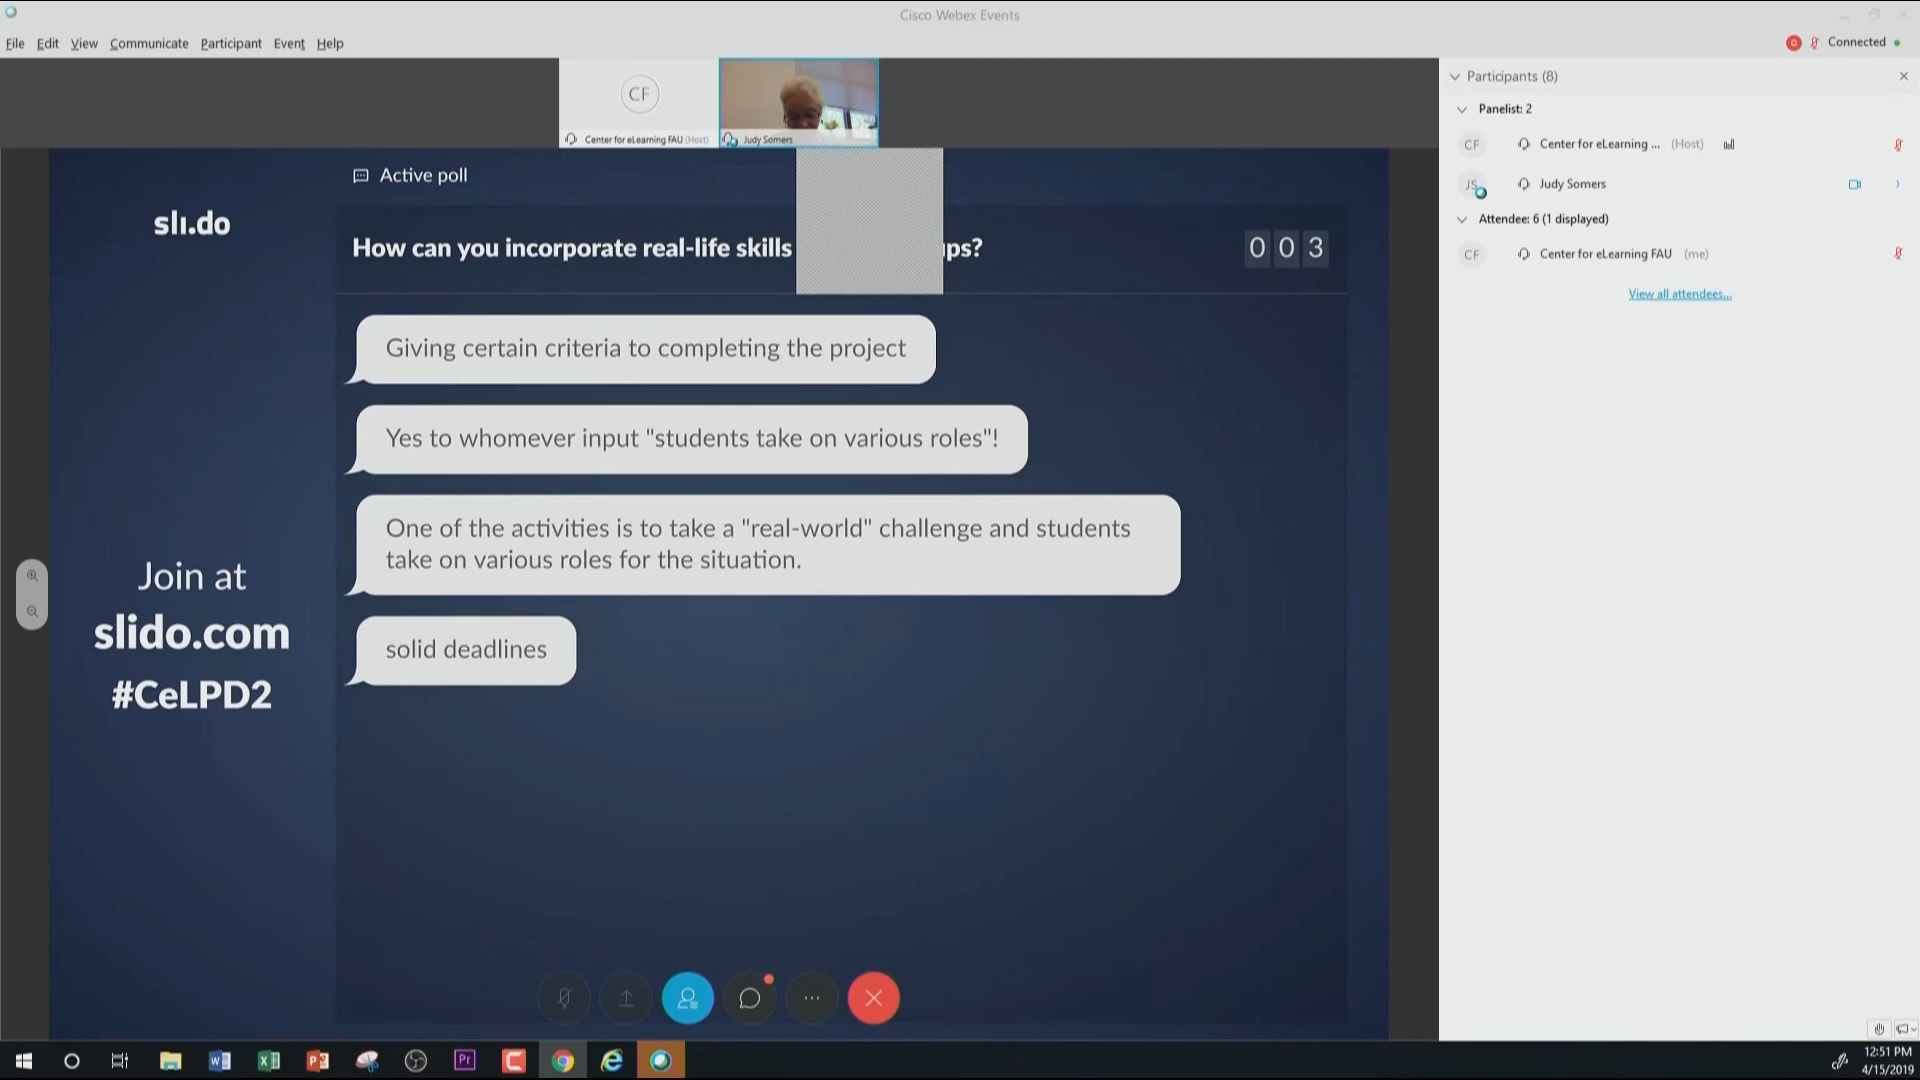 Cisco Webex Events
File Edit View Communicate Participant Event Help
Connected
CF
Center for eLearning FAU (Host)
Judy Somers
Participants (8)
Panelist: 2
CF Center for eLearning ... (Host)
JS Judy Somers
Attendee: 6 (1 displayed)
CF Center for eLearning FAU (me)
View all attendees...
Active poll
sli.do
How can you incorporate real-life skills ps?
0 0 3
Giving certain criteria to completing the project
Yes to whomever input "students take on various roles"!
One of the activities is to take a "real-world" challenge and students
take on various roles for the situation.
solid deadlines
Join at
slido.com
#CeLPD2
Pr
12:51 PM
4/15/2019